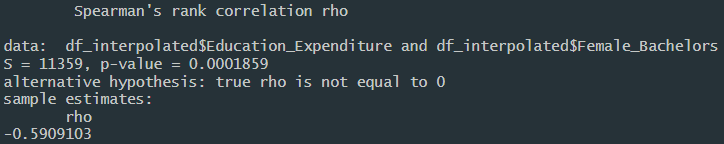 Spearman's rank correlation rho
data:  df_interpolated$Education_Expenditure and df_interpolated$Female_Bachelors
S = 11359, p-value = 0.0001859
alternative hypothesis: true rho is not equal to 0
sample estimates:
rho
-0.5909103